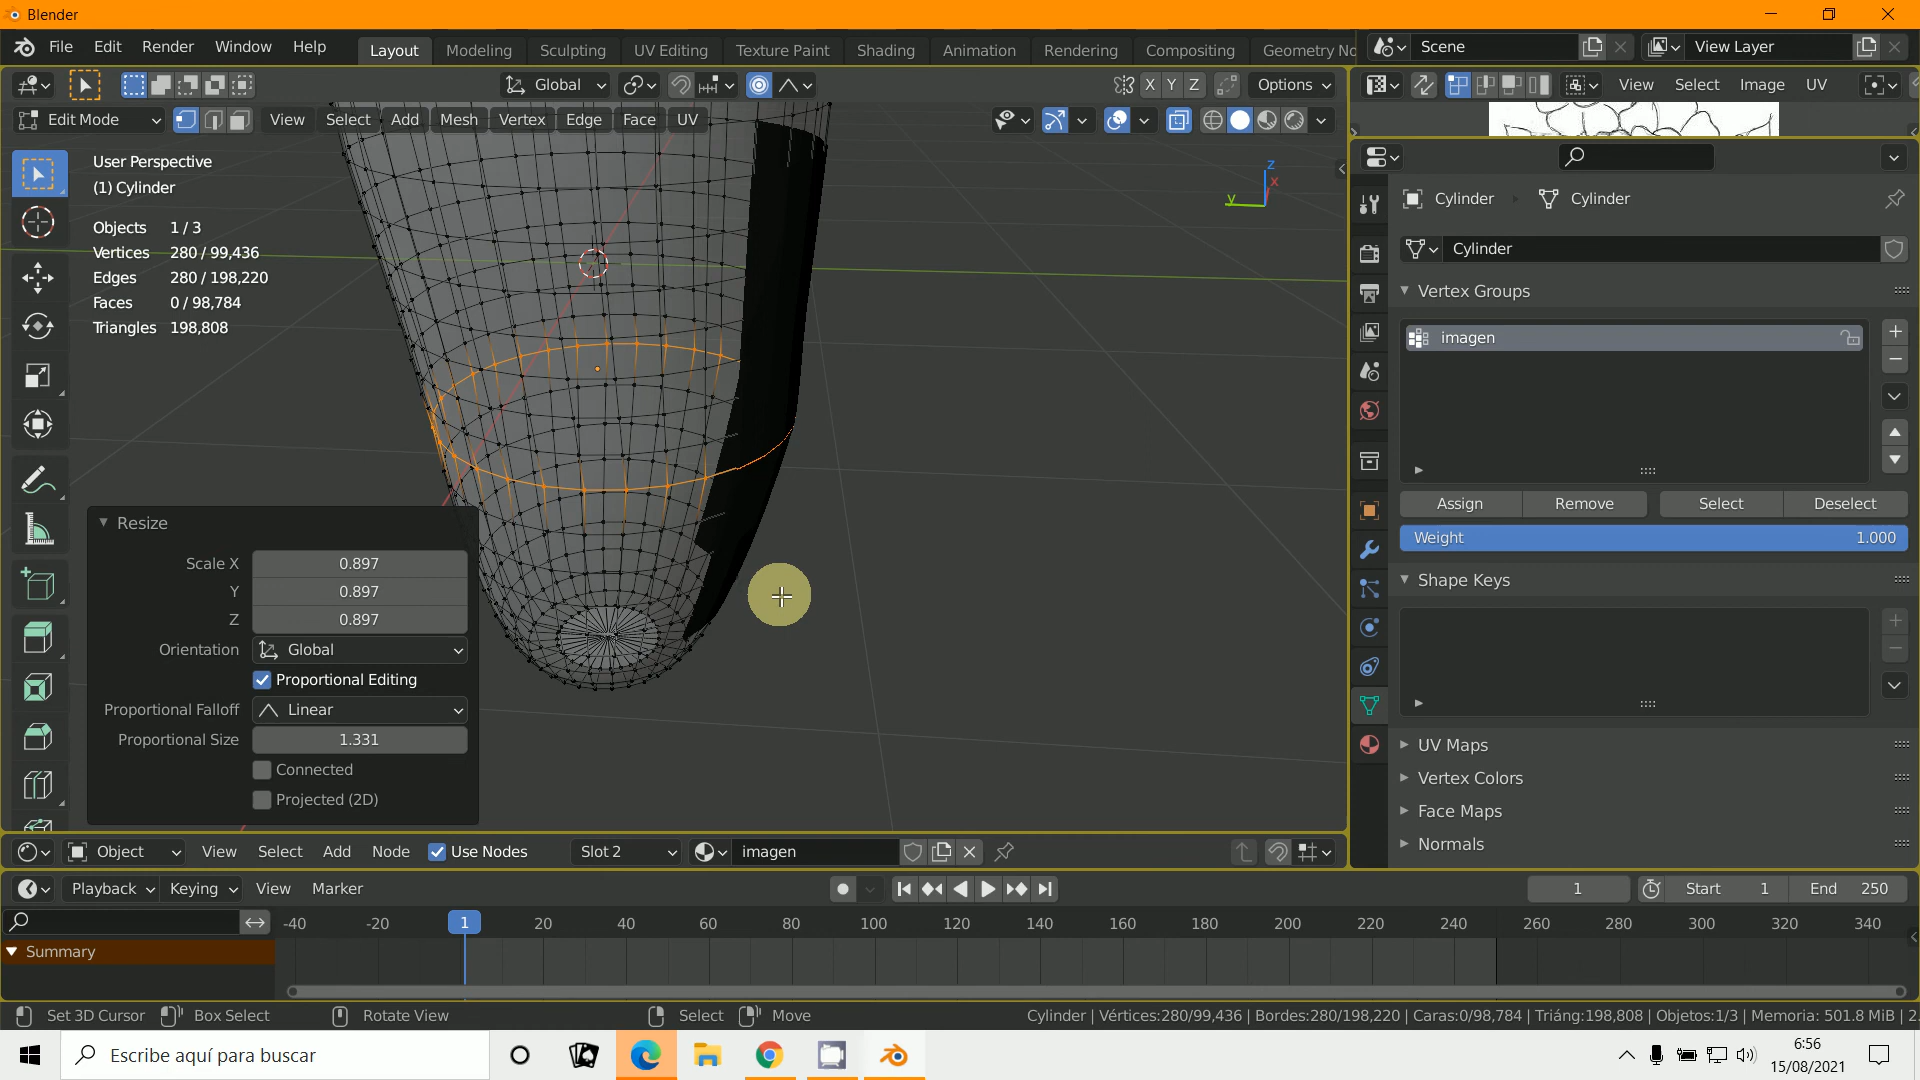 Blender
File Edit Render Window Help Layout Modeling Sculpting UV Editing Texture Paint Shading Animation Rendering Compositing Geometry No Scene View Layer
Global X Y Z Options View Select Image UV
Edit Mode View Select Add Mesh Vertex Edge Face UV
User Perspective
(1) Cylinder
Objects 1 / 3
Vertices 280 / 99,436
Edges 280 / 198,220
Faces 0 / 98,784
Triangles 198,808
Z
X
Y
Cylinder Cylinder
Cylinder
Vertex Groups
imagen
Assign Remove Select Deselect
Weight 1.000
Shape Keys
UV Maps
Vertex Colors
Face Maps
Normals
Resize
Scale X 0.897
Y 0.897
Z 0.897
Orientation Global
Proportional Editing
Proportional Falloff Linear
Proportional Size 1.331
Connected
Projected (2D)
Object View Select Add Node Use Nodes Slot 2 imagen
Playback Keying View Marker 1 Start 1 End 250
-40 -20 1 20 40 60 80 100 120 140 160 180 200 220 240 260 280 300 320 340
Summary
Set 3D Cursor Box Select Rotate View Select Move Cylinder | Vértices:280/99,436 | Bordes:280/198,220 | Caras:0/98,784 | Triáng:198,808 | Objetos:1/3 | Memoria: 501.8 MiB | 2.
Escribe aquí para buscar
6:56
15/08/2021